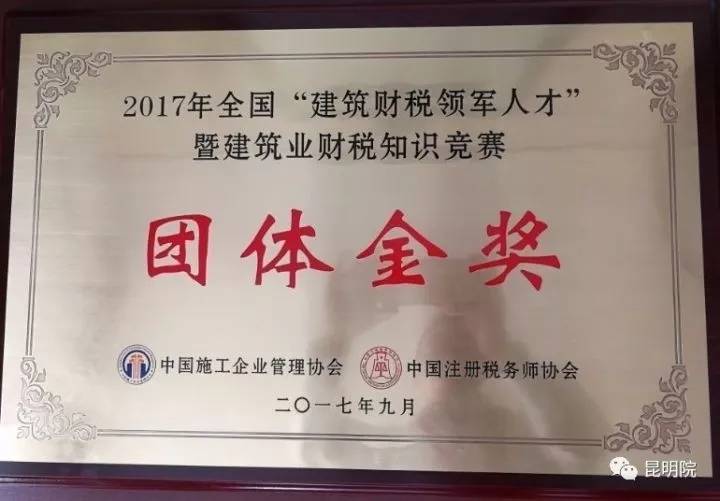 2017年全国“建筑财税领军人才”
暨建筑业财税知识竞赛
团体金奖
中国施工企业管理协会 中国注册税务师协会
二〇一七年九月
昆明院